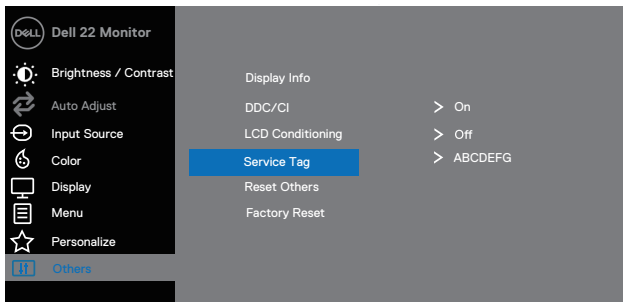 DELL Dell 22 Monitor
Brightness / Contrast
Auto Adjust
Input Source
Color
Display
Menu
Personalize
Others
Display Info
DDC/CI > On
LCD Conditioning > Off
Service Tag > ABCDEFG
Reset Others
Factory Reset